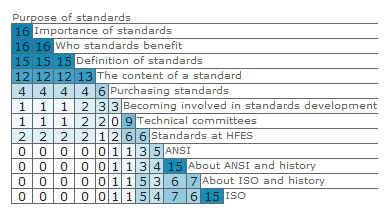 Purpose of standards
16 Importance of standards
16 16 Who standards benefit
15 15 15 Definition of standards
12 12 12 13 The content of a standard
4 4 4 4 6 Purchasing standards
1 1 1 2 3 3 Becoming involved in standards development
1 1 1 2 2 0 9 Technical committees
2 2 2 2 1 2 6 6 Standards at HFES
0 0 0 0 0 1 1 3 5 ANSI
0 0 0 0 0 1 1 3 4 15 About ANSI and history
0 0 0 0 0 1 1 5 3 6 7 About ISO and history
0 0 0 0 0 1 1 5 4 7 6 15 ISO